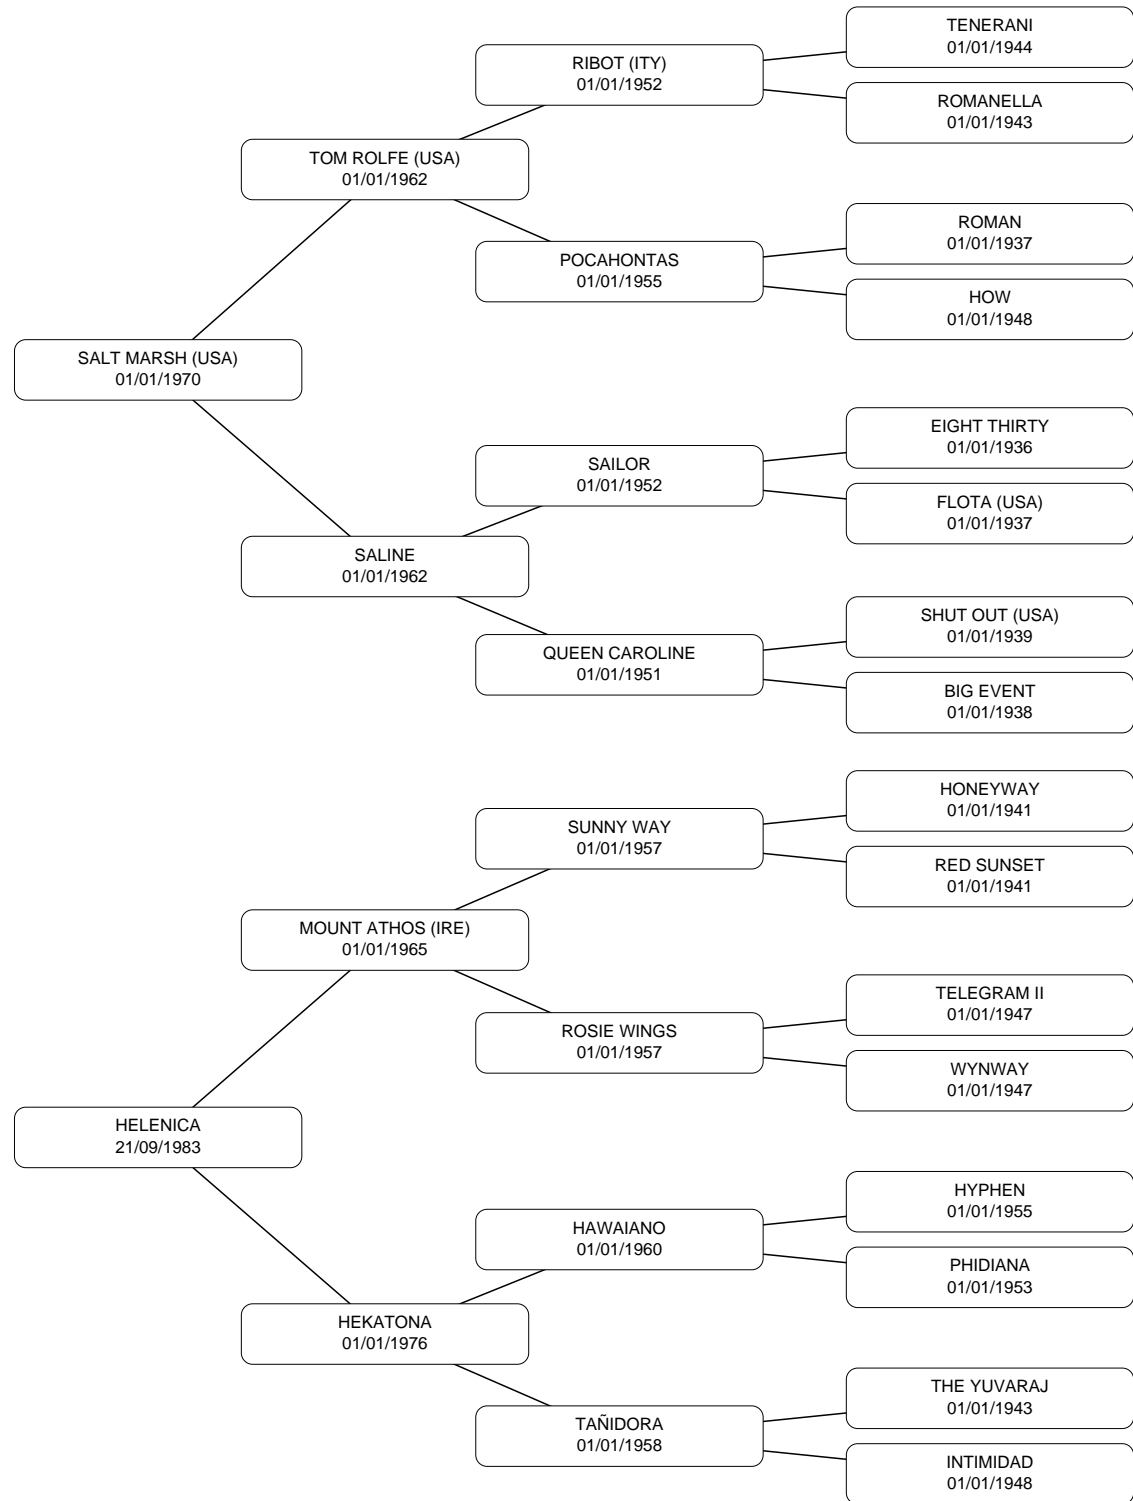 TENERANI
01/01/1944
RIBOT (ITY)
01/01/1952
ROMANELLA
01/01/1943
TOM ROLFE (USA)
01/01/1962
ROMAN
01/01/1937
POCAHONTAS
01/01/1955
HOW
01/01/1948
SALT MARSH (USA)
01/01/1970
EIGHT THIRTY
01/01/1936
SAILOR
01/01/1952
FLOTA (USA)
01/01/1937
SALINE
01/01/1962
SHUT OUT (USA)
01/01/1939
QUEEN CAROLINE
01/01/1951
BIG EVENT
01/01/1938
HONEYWAY
01/01/1941
SUNNY WAY
01/01/1957
RED SUNSET
01/01/1941
MOUNT ATHOS (IRE)
01/01/1965
TELEGRAM II
01/01/1947
ROSIE WINGS
01/01/1957
WYNWAY
01/01/1947
HELENICA
21/09/1983
HYPHEN
01/01/1955
HAWAIANO
01/01/1960
PHIDIANA
01/01/1953
HEKATONA
01/01/1976
THE YUVARAJ
01/01/1943
TAÑIDORA
01/01/1958
INTIMIDAD
01/01/1948